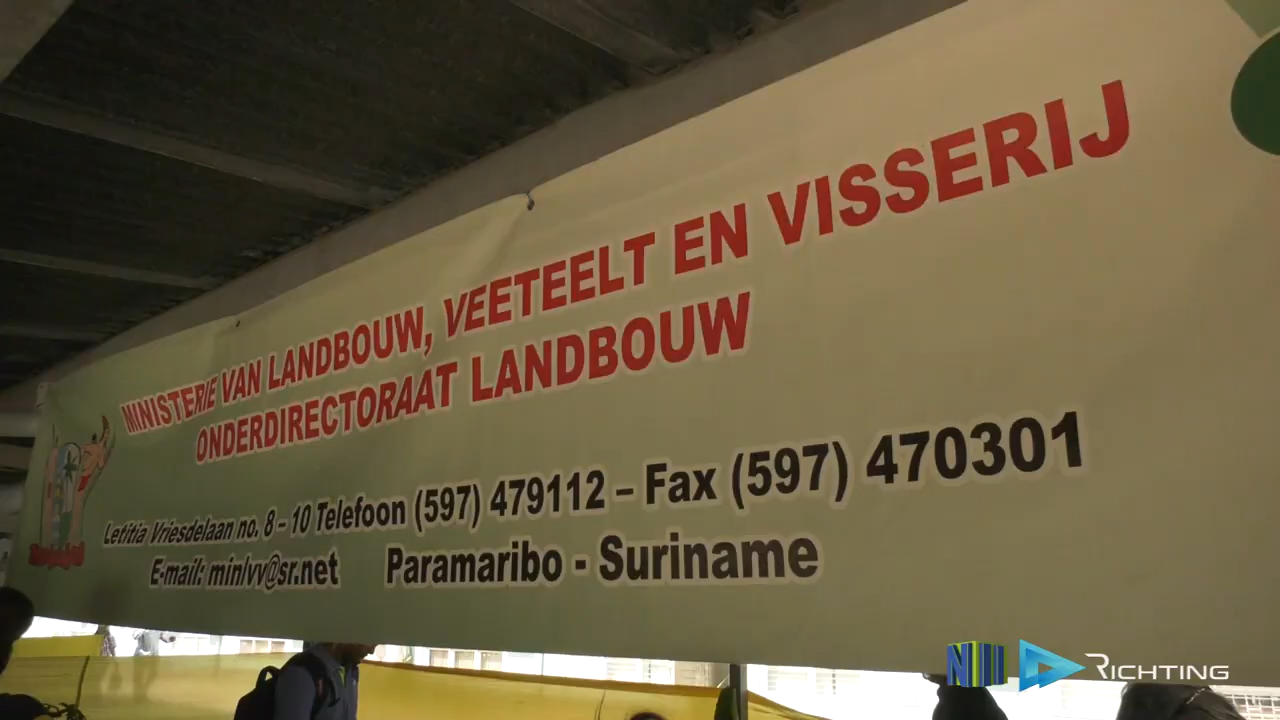 MINISTERIE VAN LANDBOUW, VEETEELT EN VISSERIJ
ONDERDIRECTORAAT LANDBOUW
Letitia Vriesdelaan no. 8 – 10 Telefoon (597) 479112 – Fax (597) 470301
E-mail: minlvv@sr.net Paramaribo - Suriname
RICHTING